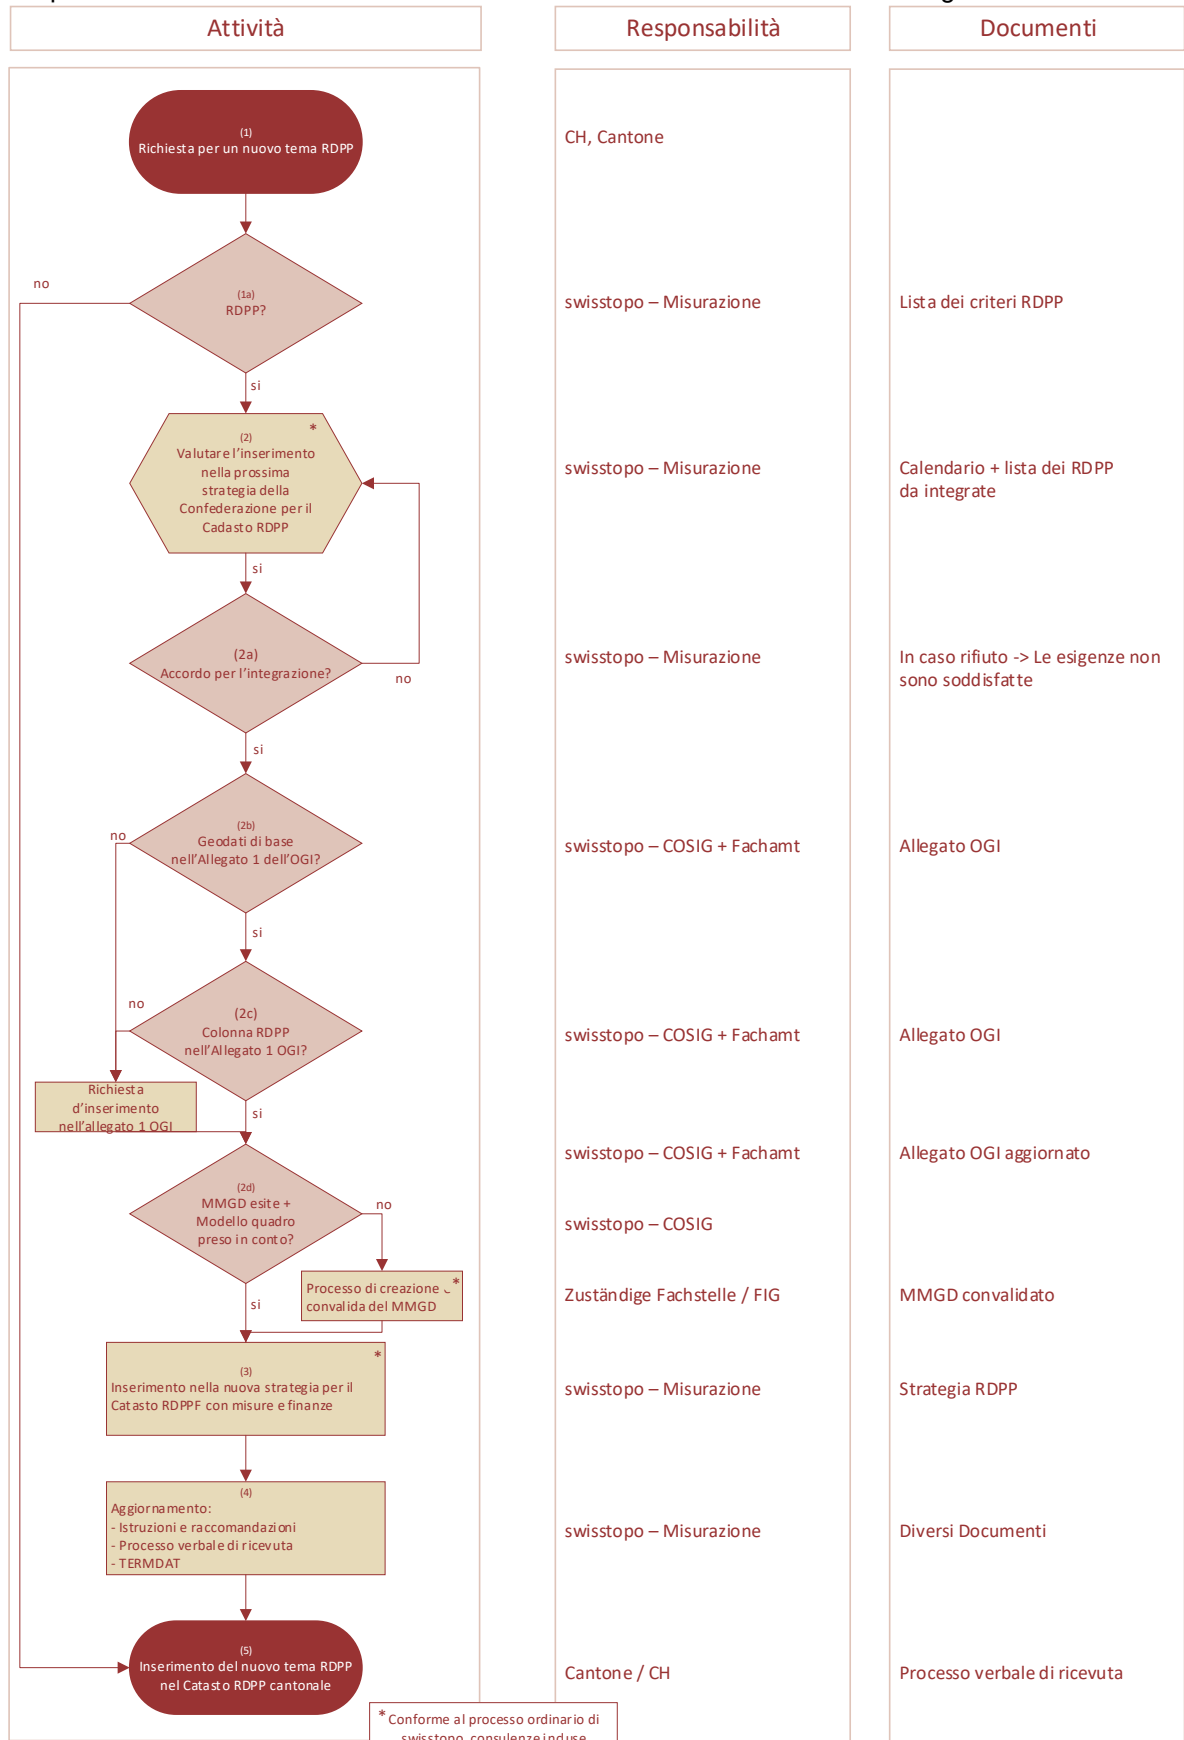 Attività
Responsabilità
Documenti
(1)
Richiesta per un nuovo tema RDPP
CH, Cantone
no
(1a)
RDPP?
swisstopo – Misurazione
Lista dei criteri RDPP
si
(2)
*
Valutare l'inserimento
nella prossima
strategia della
Confederazione per il
Cadasto RDPP
swisstopo – Misurazione
Calendario + lista dei RDPP
da integrate
si
(2a)
Accordo per l'integrazione?
no
swisstopo – Misurazione
In caso rifiuto -> Le esigenze non
sono soddisfatte
si
no
(2b)
Geodati di base
nell'Allegato 1 dell'OGI?
swisstopo – COSIG + Fachamt
Allegato OGI
si
no
(2c)
Colonna RDPP
nell'Allegato 1 OGI?
swisstopo – COSIG + Fachamt
Allegato OGI
Richiesta
d'inserimento
nell'allegato 1 OGI
si
swisstopo – COSIG + Fachamt
Allegato OGI aggiornato
(2d)
MMGD esite +
Modello quadro
preso in conto?
no
swisstopo – COSIG
Processo di creazione
*
convalida del MMGD
Zuständige Fachstelle / FIG
MMGD convalidato
si
(3)
*
Inserimento nella nuova strategia per il
Catasto RDPPF con misure e finanze
swisstopo – Misurazione
Strategia RDPP
(4)
Aggiornamento:
- Istruzioni e raccomandazioni
- Processo verbale di ricevuta
- TERMDAT
swisstopo – Misurazione
Diversi Documenti
(5)
Inserimento del nuovo tema RDPP
nel Catasto RDPP cantonale
Cantone / CH
Processo verbale di ricevuta
* Conforme al processo ordinario di
swisstopo, consulenze incluse